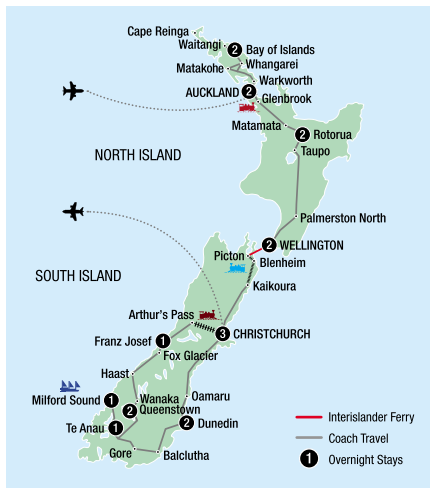 Cape Reinga
Waitangi
2
Bay of Islands
Matakohe
Whangarei
Warkworth
AUCKLAND
2
Glenbrook
Matamata
2
Rotorua
Taupo
NORTH ISLAND
Palmerston North
2
WELLINGTON
Picton
Blenheim
SOUTH ISLAND
Kaikoura
Arthur's Pass
3
CHRISTCHURCH
Franz Josef
1
Fox Glacier
Haast
Milford Sound
1
Wanaka
Oamaru
2
Queenstown
Te Anau
1
2
Dunedin
Gore
Balclutha
Interislander Ferry
Coach Travel
1
Overnight Stays